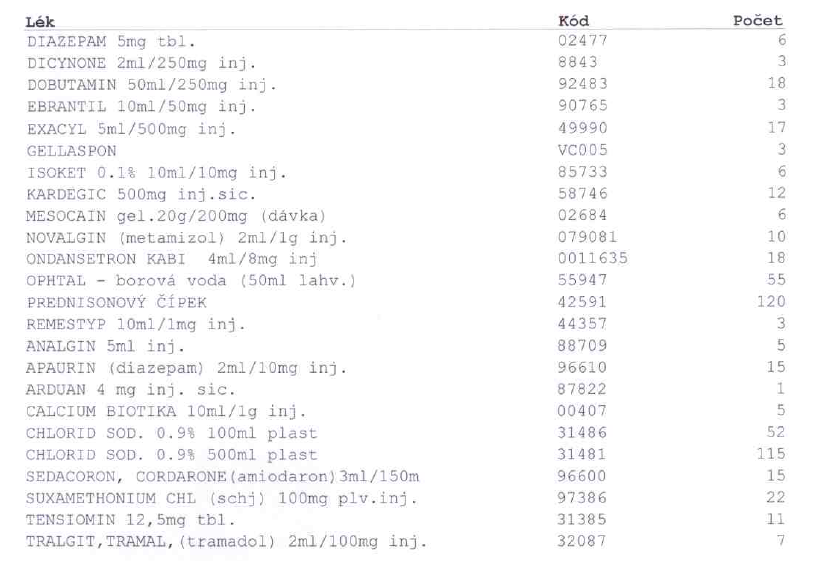 Lék Kód Počet
DIAZEPAM 5mg tbl. 02477 6
DICYNONE 2ml/250mg inj. 8843 3
DOBUTAMIN 50ml/250mg inj. 92483 18
EBRANTIL 10ml/50mg inj. 90765 3
EXACYL 5ml/500mg inj. 49990 17
GELLASPON VC005 3
ISOKET 0.1% 10ml/10mg inj. 85733 6
KARDEGIC 500mg inj.sic. 58746 12
MESOCAIN gel.20g/200mg (dávka) 02684 6
NOVALGIN (metamizol) 2ml/1g inj. 079081 10
ONDANSETRON KABI  4ml/8mg inj 0011635 18
OPHTAL - borová voda (50ml lahv.) 55947 55
PREDNISONOVÝ ČÍPEK 42591 120
REMESTYP 10ml/1mg inj. 44357 3
ANALGIN 5ml inj. 88709 5
APAURIN (diazepam) 2ml/10mg inj. 96610 15
ARDUAN 4 mg inj. sic. 87822 1
CALCIUM BIOTIKA 10ml/1g inj. 00407 5
CHLORID SOD. 0.9% 100ml plast 31486 52
CHLORID SOD. 0.9% 500ml plast 31481 115
SEDACORON, CORDARONE(amiodaron)3ml/150m 96600 15
SUXAMETHONIUM CHL (schj) 100mg plv.inj. 97386 22
TENSIOMIN 12,5mg tbl. 31385 11
TRALGIT,TRAMAL,(tramadol) 2ml/100mg inj. 32087 7